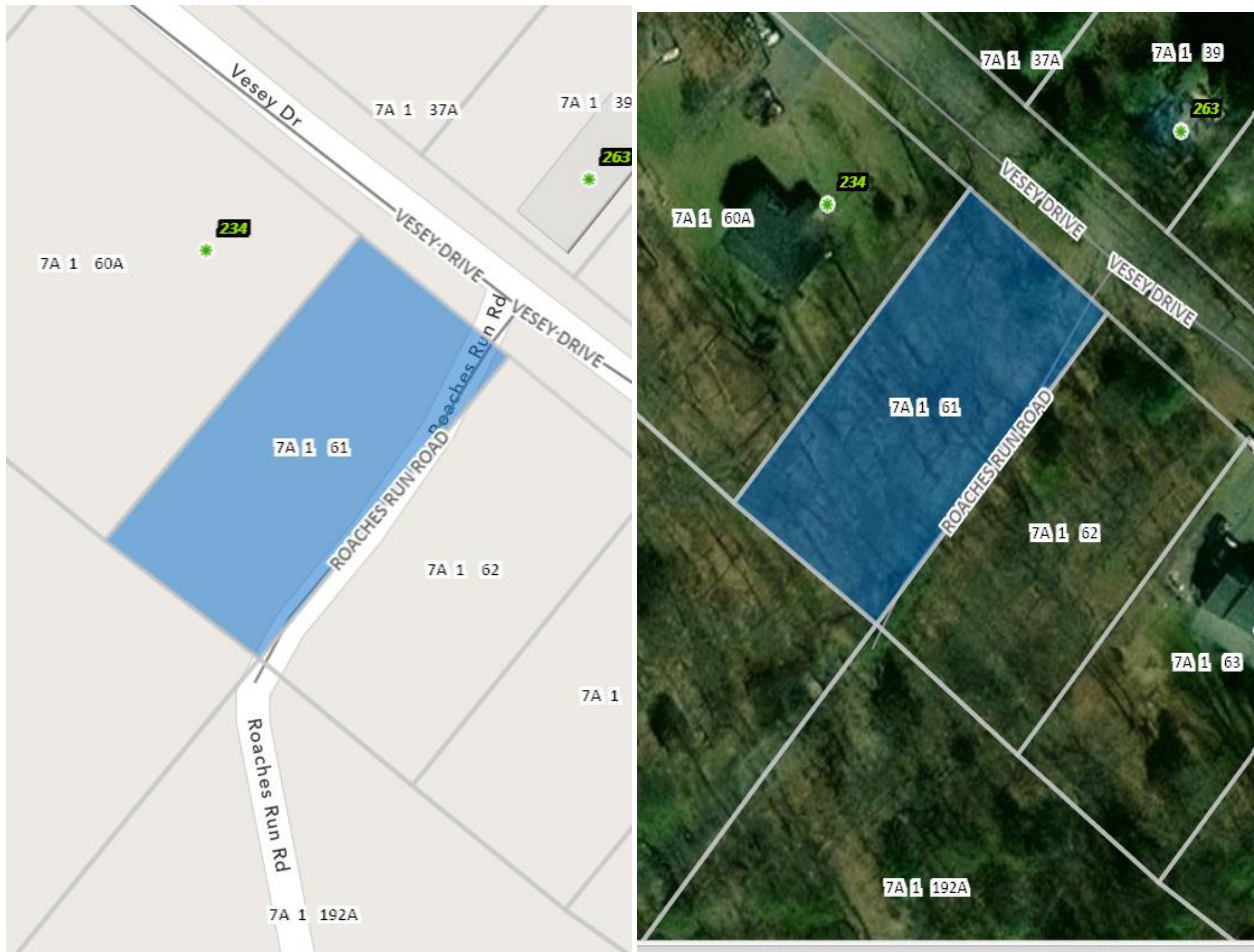 Vesey Dr
7A 1 37A
7A 1 39
263
234
VESEY DRIVE
7A 1 60A
VESEY DRIVE
Roaches Run Rd
7A 1 61
ROACHES RUN ROAD
7A 1 62
7A 1
Roaches Run Rd
7A 1 192A
7A 1 37A
7A 1 39
263
234
VESEY DRIVE
7A 1 60A
VESEY DRIVE
7A 1 61
ROACHES RUN ROAD
7A 1 62
7A 1 63
7A 1 192A